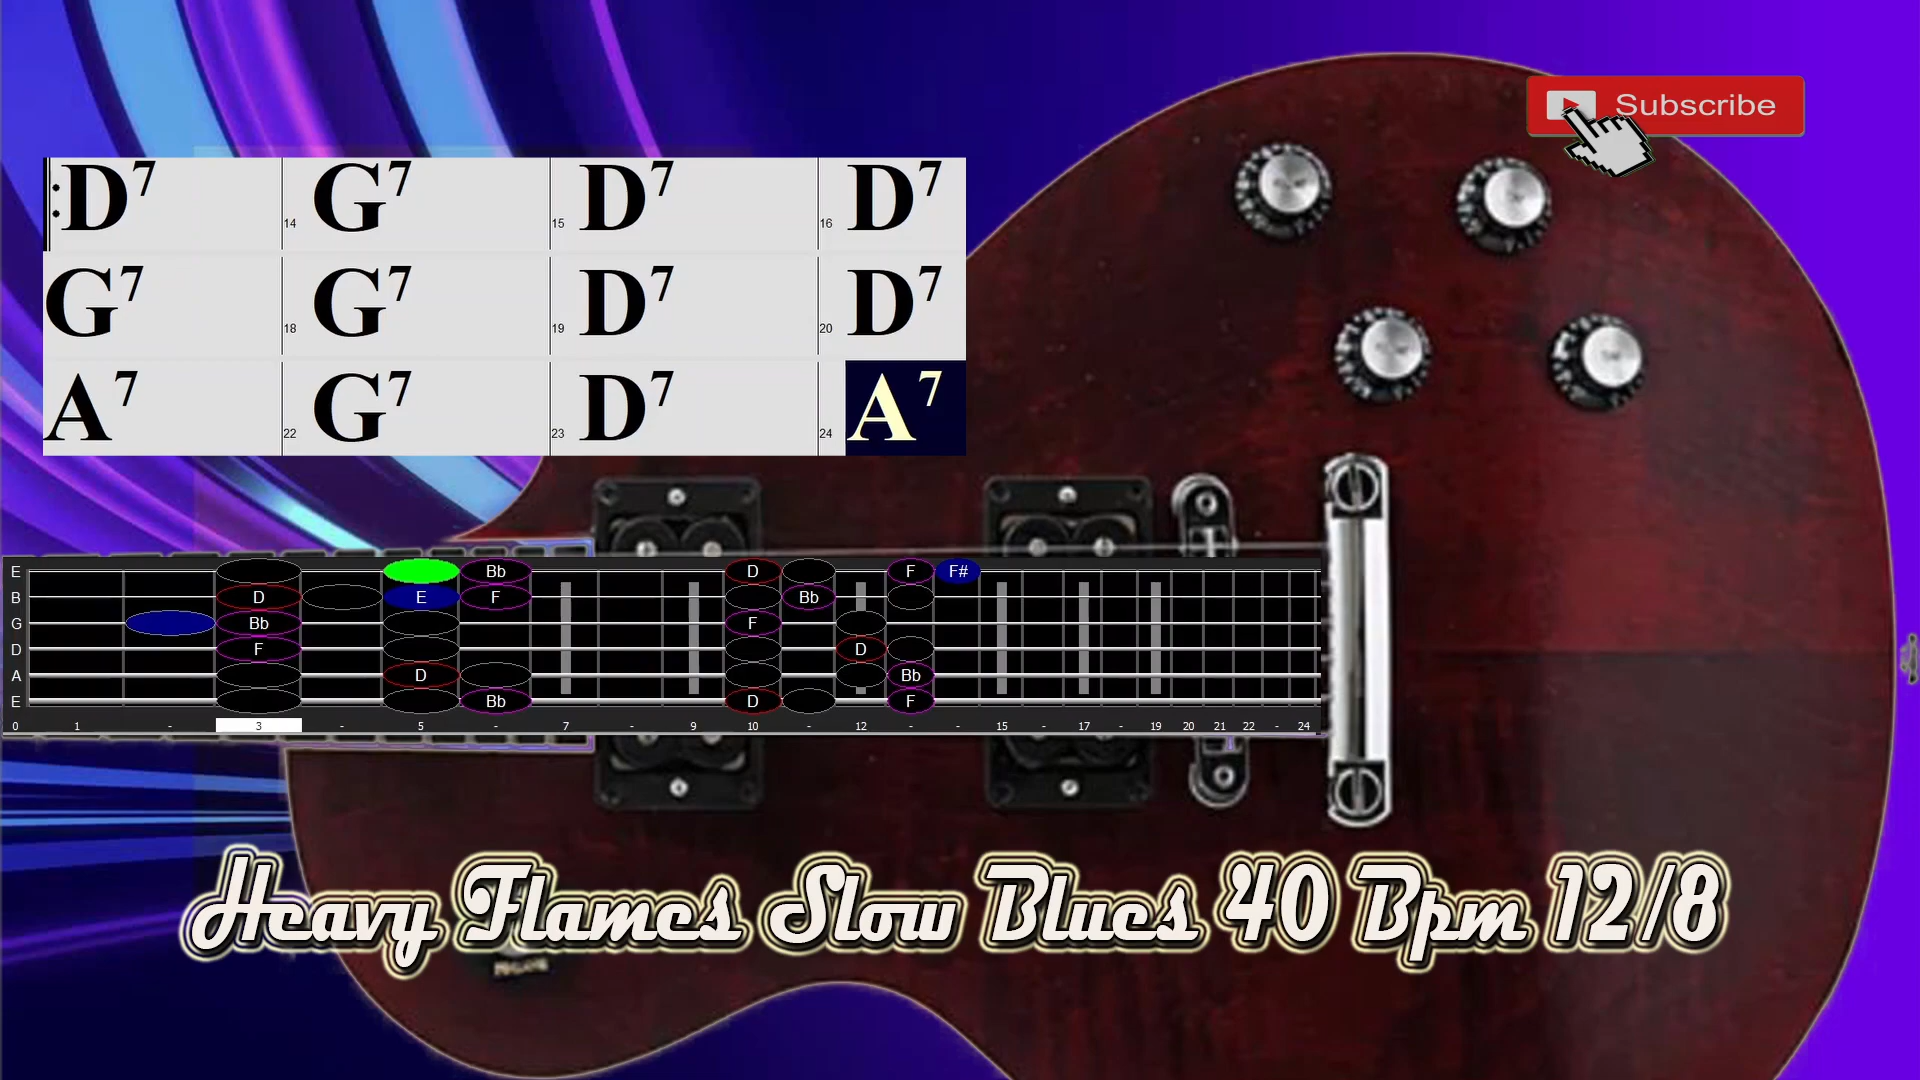 Subscribe
:D7 14 G7 15 D7 16 D7
G7 18 G7 19 D7 20 D7
A7 22 G7 23 D7 24 A7
E Bb D F F#
B D E F Bb
G Bb F
D F D
A D Bb
E Bb D F
0 1 - 3 - 5 - 7 - 9 10 - 12 - - 15 - 17 - 19 20 21 22 - 24
Heavy Flames Slow Blues 40 Bpm 12/8